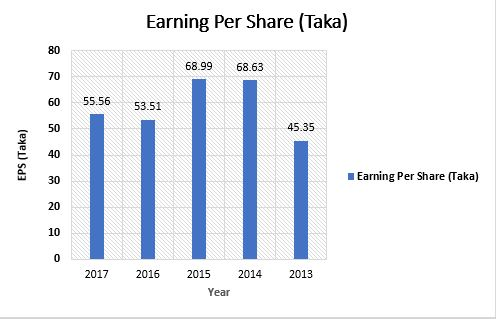 Earning Per Share (Taka)
80
70
60
50
40
30
20
10
0
EPS (Taka)
55.56
53.51
68.99
68.63
45.35
2017 2016 2015 2014 2013
Year
Earning Per Share (Taka)